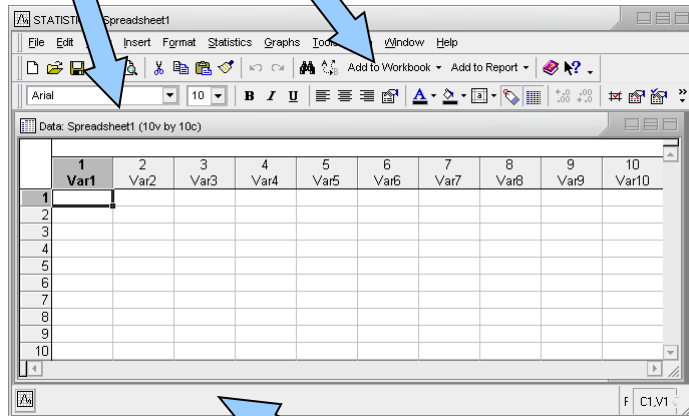 Spreadsheet1
File Edit Insert Format Statistics Graphs Window Help
Add to Workbook Add to Report
Arial 10 B I U A
Data: Spreadsheet1 (10v by 10c)
1 2 3 4 5 6 7 8 9 10
Var1 Var2 Var3 Var4 Var5 Var6 Var7 Var8 Var9 Var10
1
2
3
4
5
6
7
8
9
10
C1,V1